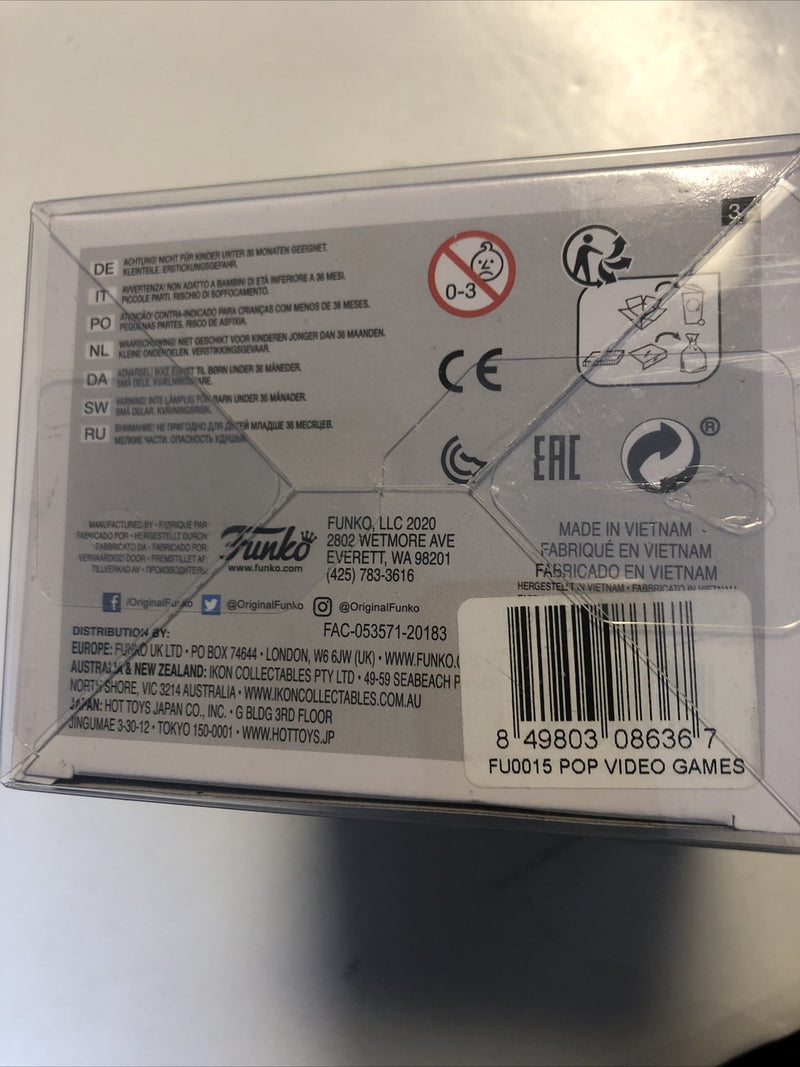 3
DE ACHTUNG! NICHT FÜR KINDER UNTER 36 MONATEN GEEIGNET.
KLEINTEILE. ERSTICKUNGSGEFAHR.
IT AVVERTENZA! NON ADATTO A BAMBINI DI ETÀ INFERIORE A 36 MESI.
PICCOLE PARTI. RISCHIO DI SOFFOCAMENTO.
PO ATENÇÃO! CONTRA-INDICADO PARA CRIANÇAS COM MENOS DE 36 MESES.
PEQUENAS PARTES. RISCO DE ASFIXIA.
NL WAARSCHUWING! NIET GESCHIKT VOOR KINDEREN JONGER DAN 36 MAANDEN.
KLEINE ONDERDELEN. VERSTIKKINGSGEVAAR.
DA ADVARSEL! IKKE EGNET TIL BØRN UNDER 36 MÅNEDER.
SMÅ DELE.
SW VARNING! INTE LÄMPLIG FÖR BARN UNDER 36 MÅNADER.
SMÅ DELAR. KVÄVNINGSRISK.
RU ВНИМАНИЕ! НЕ ПРИГОДНО ДЛЯ ДЕТЕЙ МЛАДШЕ 36 МЕСЯЦЕВ.
МЕЛКИЕ ЧАСТИ. ОПАСНОСТЬ УДУШЬЯ.
0-3
CE
EAC
®
MANUFACTURED BY • FABRIQUÉ PAR
FABRICADO POR • HERGESTELLT DURCH
FABBRICATO DA • FABRICADO POR
VERVAARDIGD DOOR • FREMSTILLET AF
TILLVERKAD AV • ПРОИЗВОДИТЕЛЬ:
Funko
www.funko.com
FUNKO, LLC 2020
2802 WETMORE AVE
EVERETT, WA 98201
(425) 783-3616
MADE IN VIETNAM
FABRIQUÉ EN VIETNAM
FABRICADO EN VIETNAM
HERGESTELLT IN VIETNAM • FABBRICATO IN VIETNAM
/OriginalFunko @OriginalFunko @OriginalFunko
FAC-053571-20183
DISTRIBUTION BY:
EUROPE: FUNKO UK LTD • PO BOX 74644 • LONDON, W6 6JW (UK) • WWW.FUNKO.
AUSTRALIA & NEW ZEALAND: IKON COLLECTABLES PTY LTD • 49-59 SEABEACH P
NORTH SHORE, VIC 3214 AUSTRALIA • WWW.IKONCOLLECTABLES.COM.AU
JAPAN: HOT TOYS JAPAN CO., INC. • G BLDG 3RD FLOOR
JINGUMAE 3-30-12 • TOKYO 150-0001 • WWW.HOTTOYS.JP
8 49803 08636 7
FU0015 POP VIDEO GAMES